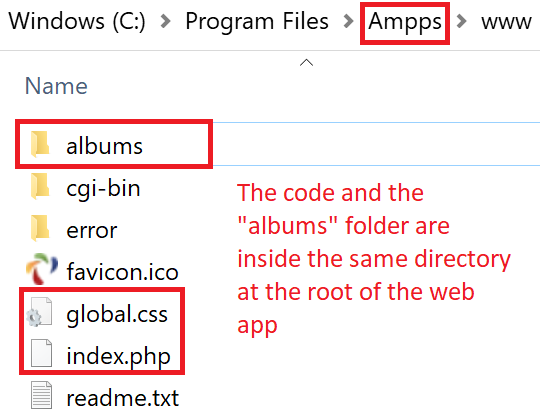 Windows (C:) > Program Files > Ampps > www
Name
albums
cgi-bin
error
favicon.ico
global.css
index.php
readme.txt
The code and the
"albums" folder are
inside the same directory
at the root of the web
app